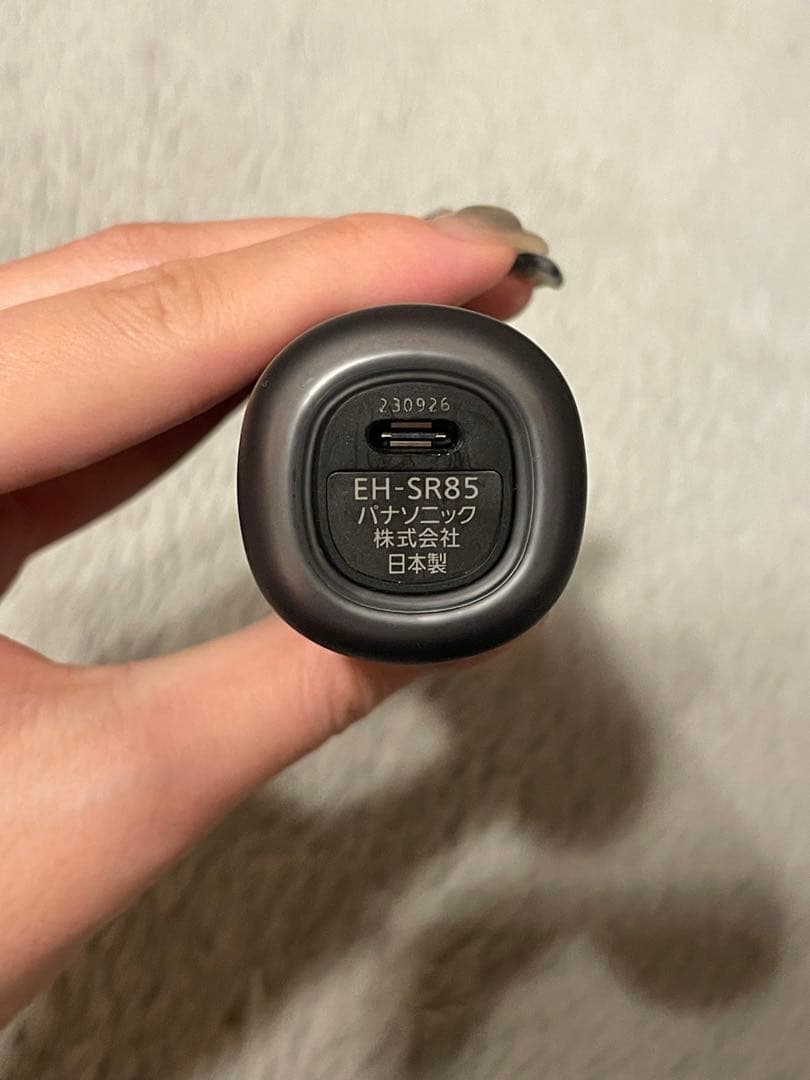 230926
EH-SR85
パナソニック
株式会社
日本製